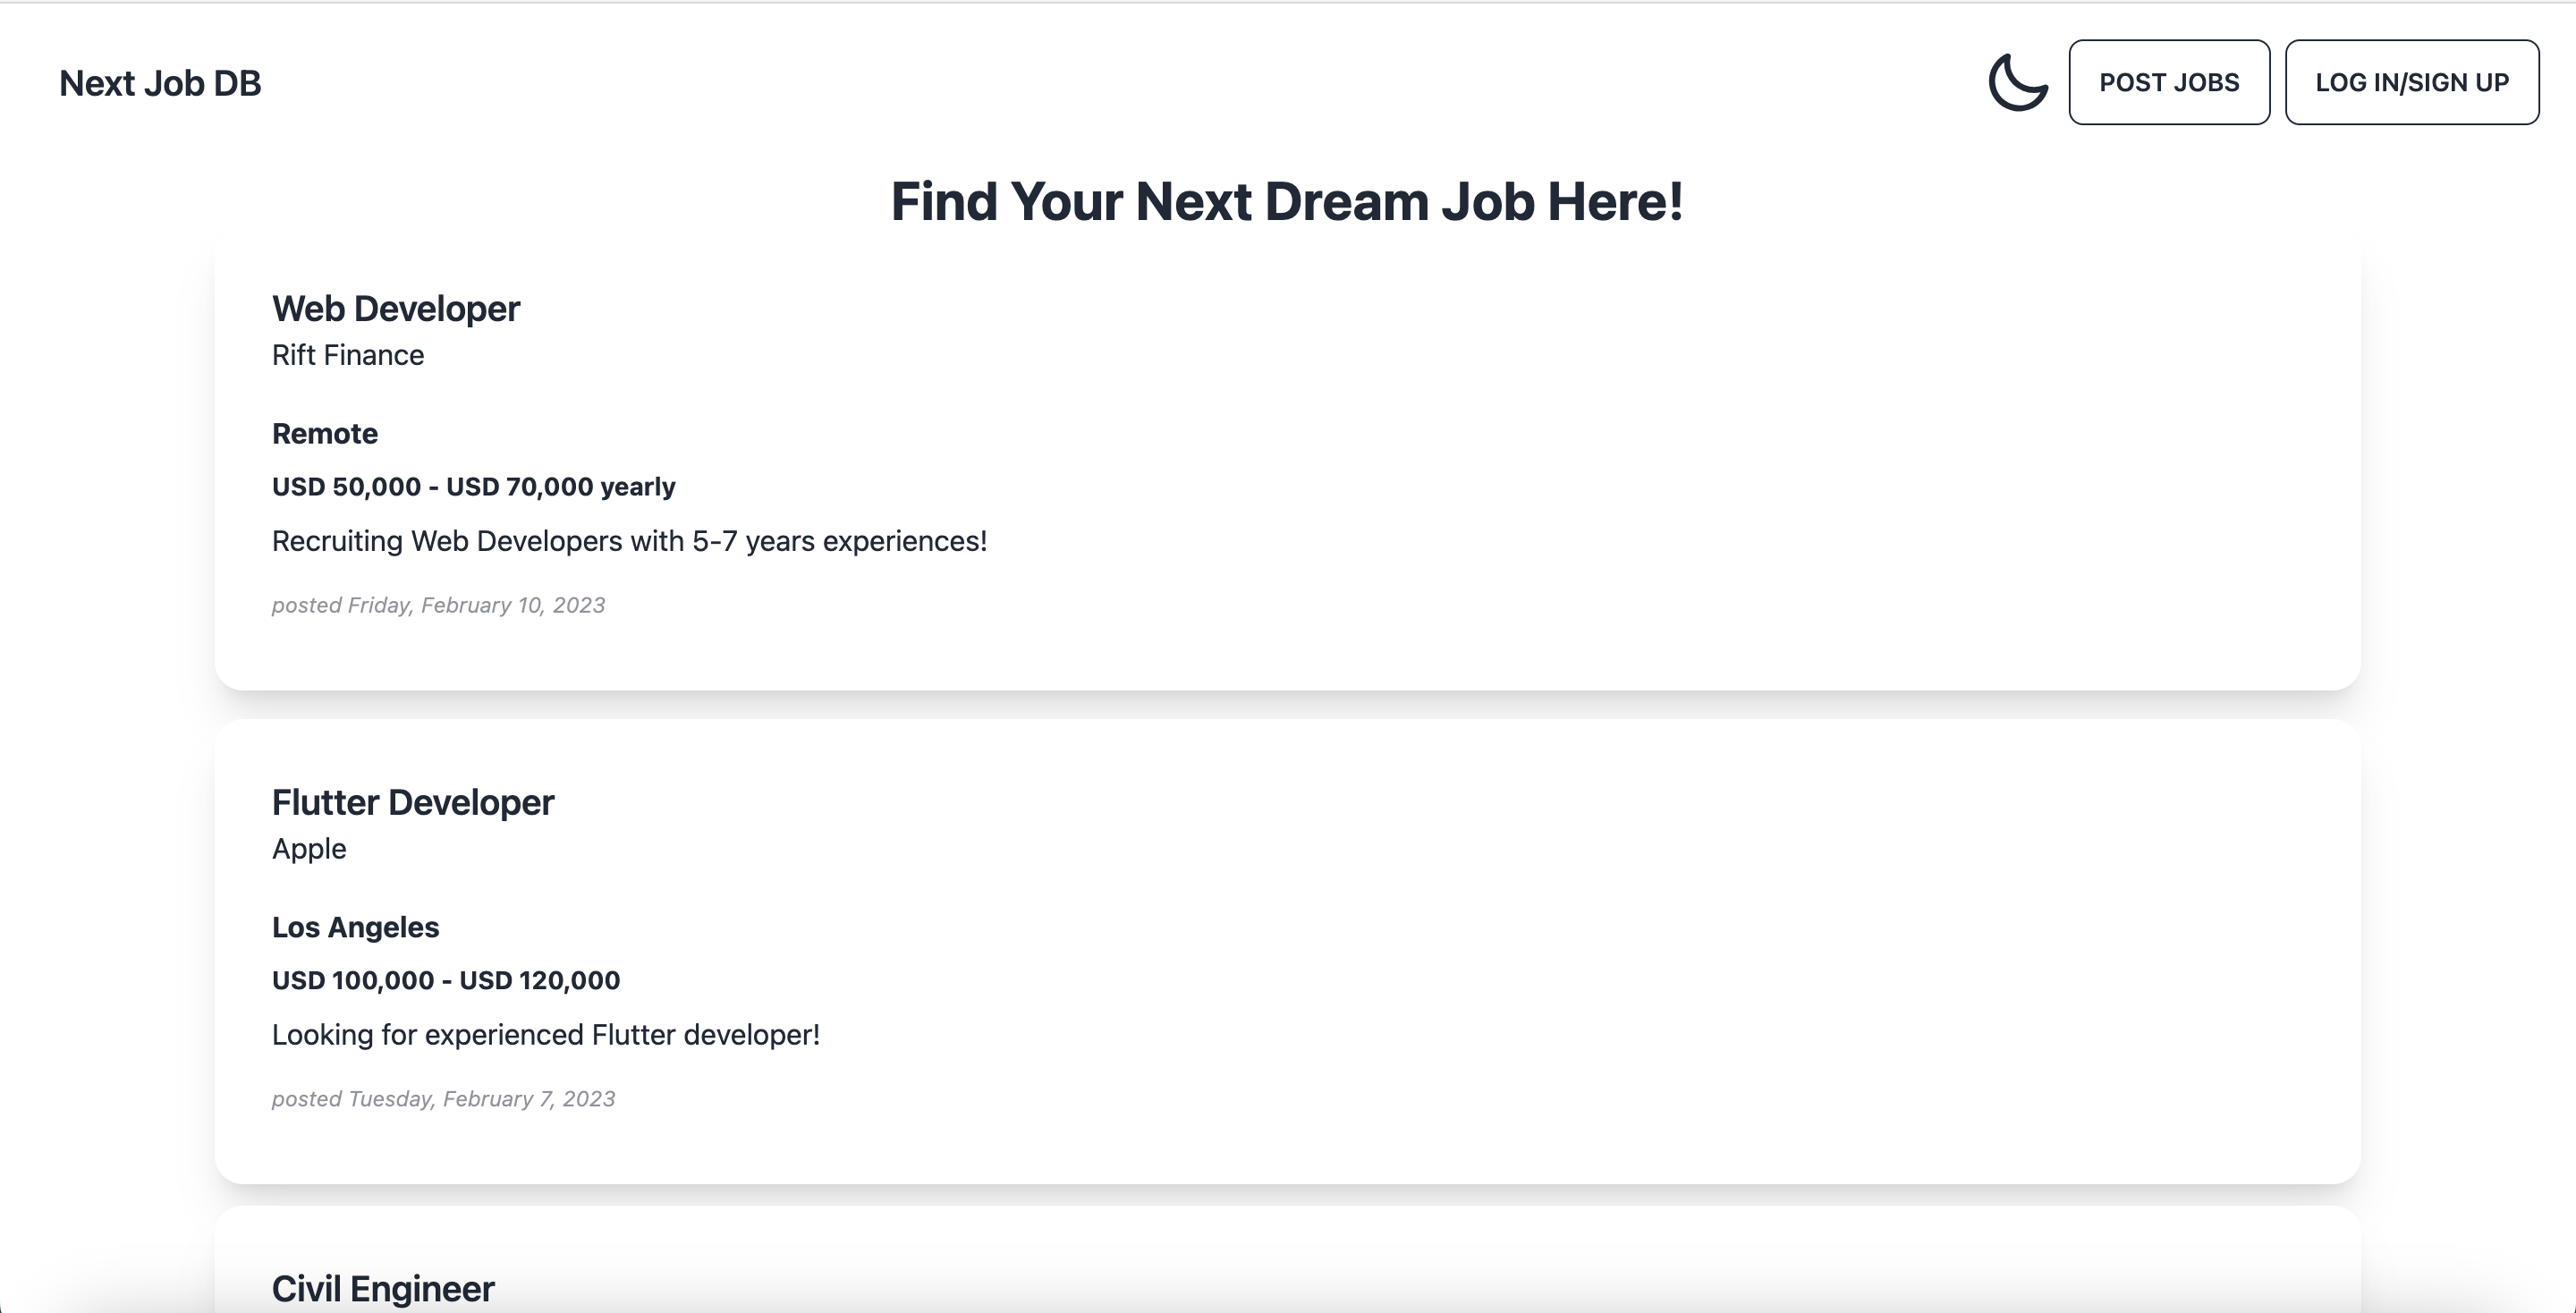 Next Job DB
POST JOBS
LOG IN/SIGN UP
Find Your Next Dream Job Here!
Web Developer
Rift Finance
Remote
USD 50,000 - USD 70,000 yearly
Recruiting Web Developers with 5-7 years experiences!
posted Friday, February 10, 2023
Flutter Developer
Apple
Los Angeles
USD 100,000 - USD 120,000
Looking for experienced Flutter developer!
posted Tuesday, February 7, 2023
Civil Engineer